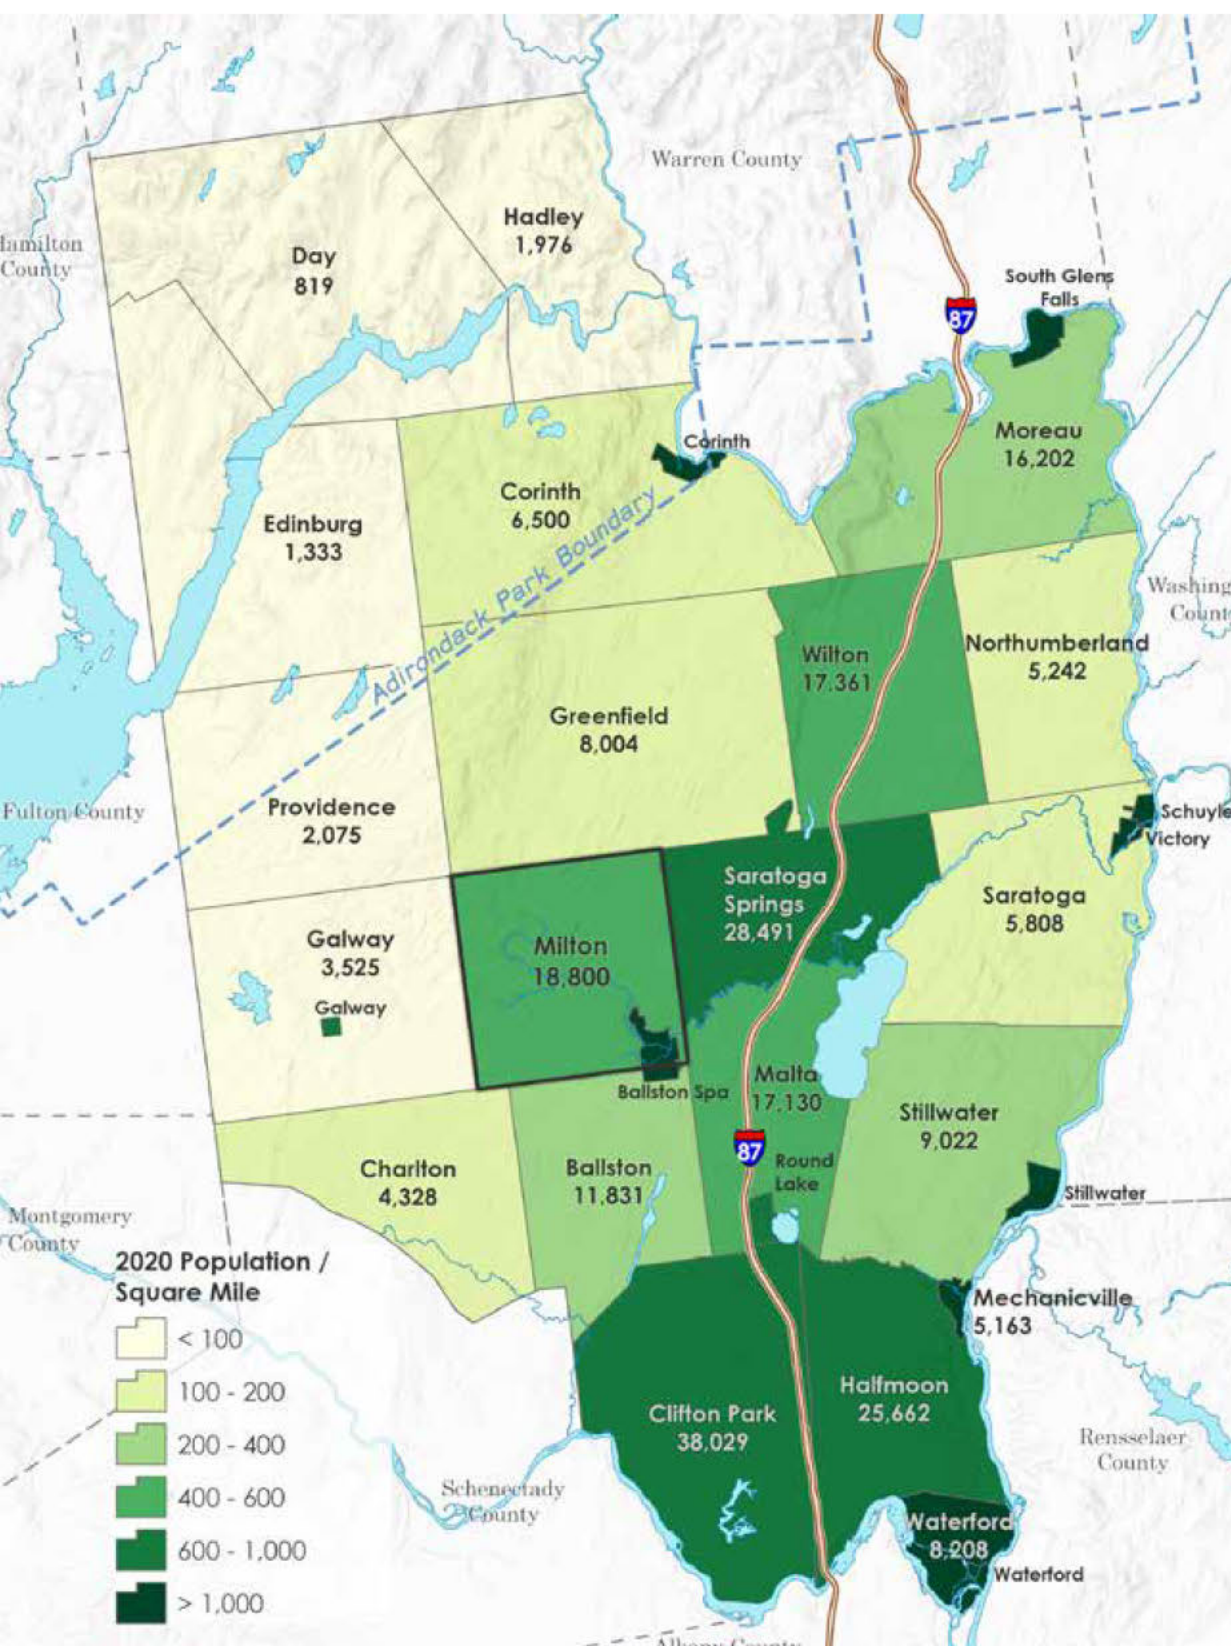 Warren County
Hadley
1,976
Day
819
Hamilton
County
South Glens
Falls
87
Moreau
16,202
Corinth
Corinth
6,500
Edinburg
1,333
Adirondack Park Boundary
Washing
Count
Northumberland
5,242
Wilton
17,361
Greenfield
8,004
Fulton County
Providence
2,075
Schuyle
Victory
Saratoga
Springs
28,491
Saratoga
5,808
Galway
3,525
Galway
Milton
18,800
Ballston Spa
Malta
17,130
Stillwater
9,022
87
Round
Lake
Charlton
4,328
Ballston
11,831
Stillwater
Montgomery
County
2020 Population /
Square Mile
< 100
100 - 200
200 - 400
400 - 600
600 - 1,000
> 1,000
Mechanicville
5,163
Halfmoon
25,662
Clifton Park
38,029
Rensselaer
County
Schenectady
County
Waterford
8,208
Waterford
Albany County